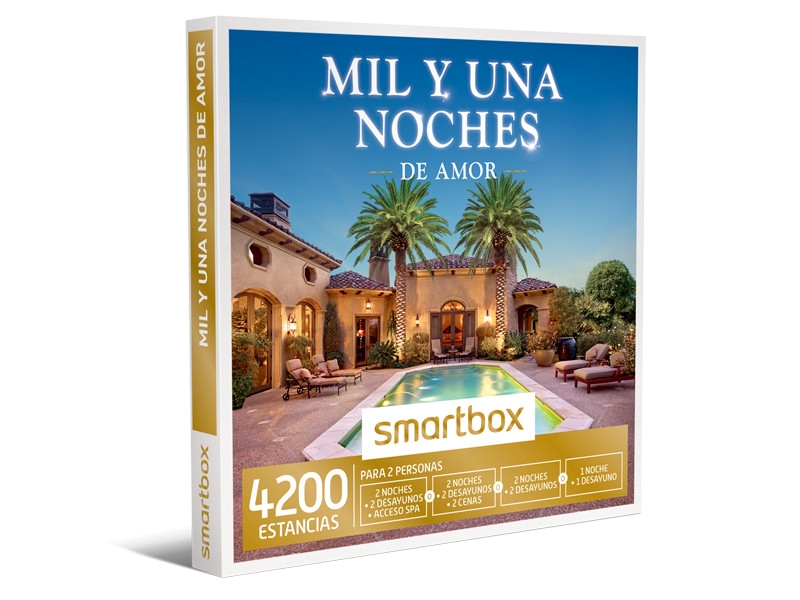 MIL Y UNA
NOCHES
DE AMOR
smartbox
4200
ESTANCIAS
PARA 2 PERSONAS
2 NOCHES
+ 2 DESAYUNOS
+ ACCESO SPA
o
2 NOCHES
+ 2 DESAYUNOS
+ 2 CENAS
o
2 NOCHES
+ 2 DESAYUNOS
o
1 NOCHE
+ 1 DESAYUNO
MIL Y UNA NOCHES DE AMOR
smartbox